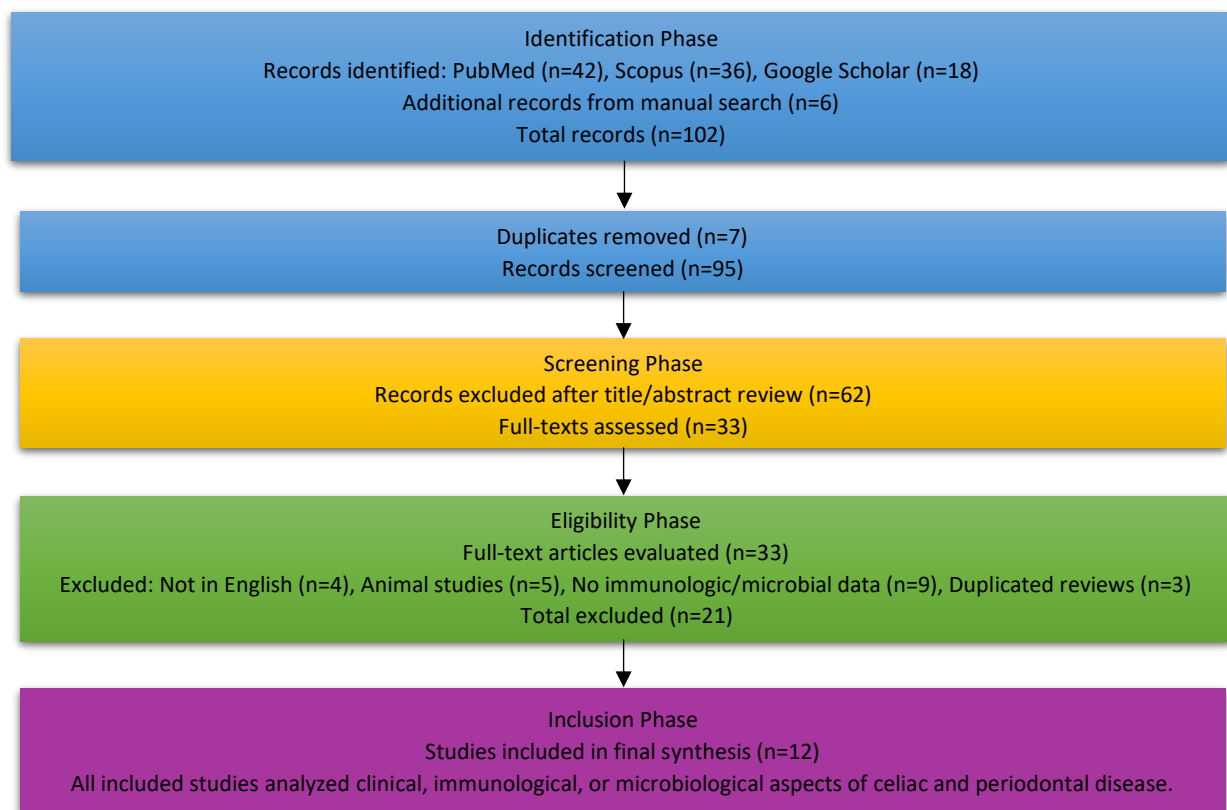 Identification Phase
Records identified: PubMed (n=42), Scopus (n=36), Google Scholar (n=18)
Additional records from manual search (n=6)
Total records (n=102)
Duplicates removed (n=7)
Records screened (n=95)
Screening Phase
Records excluded after title/abstract review (n=62)
Full-texts assessed (n=33)
Eligibility Phase
Full-text articles evaluated (n=33)
Excluded: Not in English (n=4), Animal studies (n=5), No immunologic/microbial data (n=9), Duplicated reviews (n=3)
Total excluded (n=21)
Inclusion Phase
Studies included in final synthesis (n=12)
All included studies analyzed clinical, immunological, or microbiological aspects of celiac and periodontal disease.